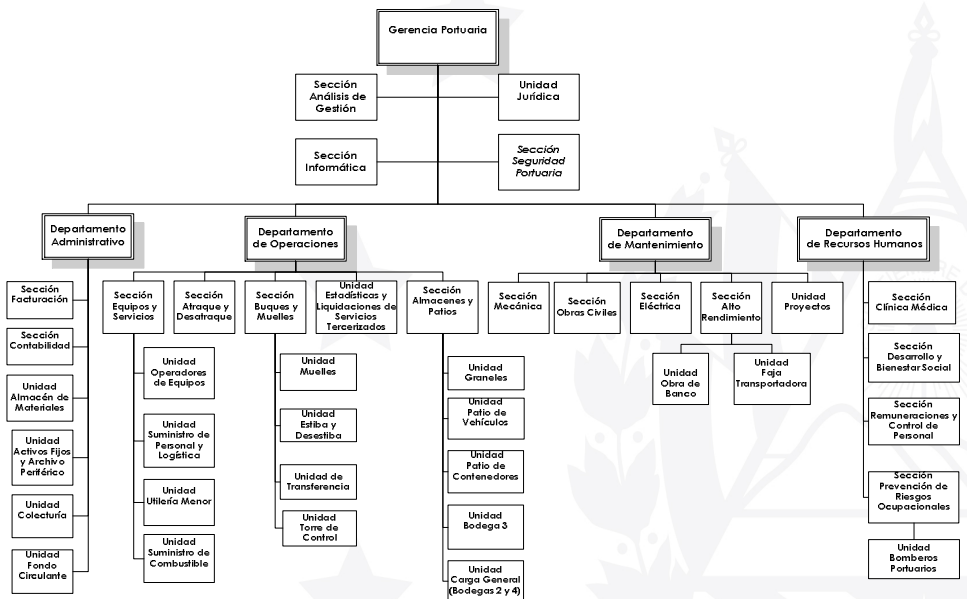 Gerencia Portuaria
Sección
Análisis de
Gestión
Unidad
Jurídica
Sección
Informática
Sección
Seguridad
Portuaria
Departamento
Administrativo
Departamento
de Operaciones
Departamento
de Mantenimiento
Departamento
de Recursos Humanos
Sección
Facturación
Sección
Contabilidad
Unidad
Almacén de
Materiales
Unidad
Activos Fijos
y Archivo
Periférico
Unidad
Colecturía
Unidad
Fondo
Circulante
Sección
Equipos y
Servicios
Sección
Atraque y
Desatraque
Sección
Buques y
Muelles
Unidad
Estadísticas y
Liquidaciones de
Servicios
Tercerizados
Sección
Almacenes y
Patios
Unidad
Operadores
de Equipos
Unidad
Suministro de
Personal y
Logística
Unidad
Utilería Menor
Unidad
Suministro de
Combustible
Unidad
Muelles
Unidad
Estiba y
Desestiba
Unidad de
Transferencia
Unidad
Torre de
Control
Unidad
Graneles
Unidad
Patio de
Vehículos
Unidad
Patio de
Contenedores
Unidad
Bodega 3
Unidad
Carga General
(Bodegas 2 y 4)
Sección
Mecánica
Sección
Obras Civiles
Sección
Eléctrica
Sección
Alto
Rendimiento
Unidad
Proyectos
Unidad
Obra de
Banco
Unidad
Faja
Transportadora
Sección
Clínica Médica
Sección
Desarrollo y
Bienestar Social
Sección
Remuneraciones y
Control de
Personal
Sección
Prevención de
Riesgos
Ocupacionales
Unidad
Bomberos
Portuarios